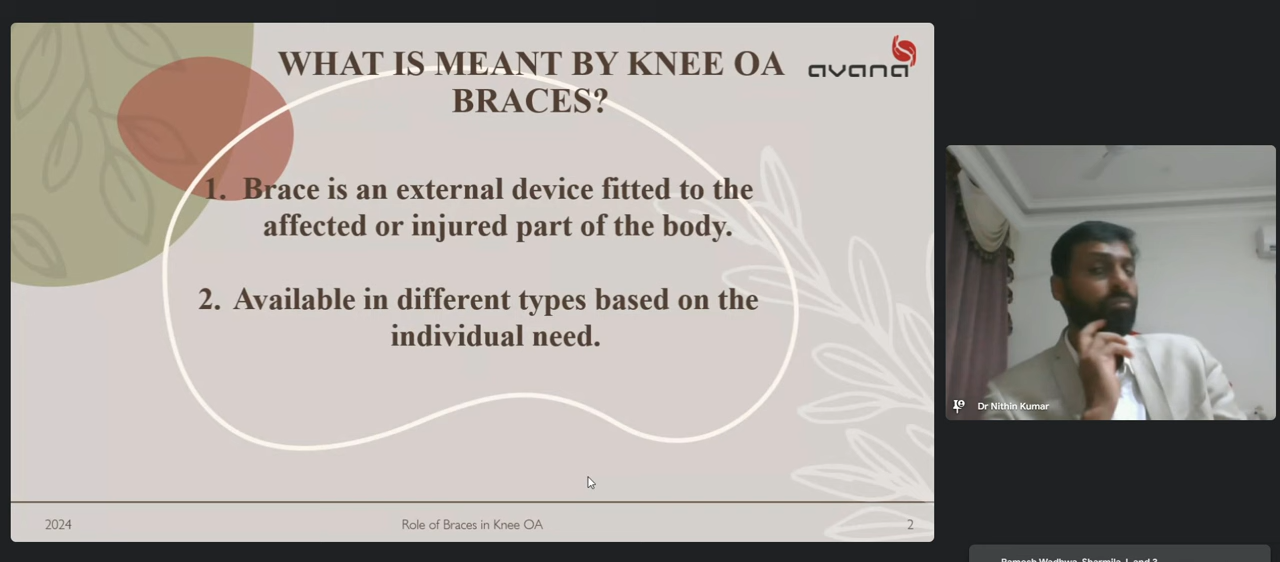 WHAT IS MEANT BY KNEE OA
BRACES?
avana
1. Brace is an external device fitted to the
affected or injured part of the body.
2. Available in different types based on the
individual need.
2024
Role of Braces in Knee OA
2
Dr Nithin Kumar